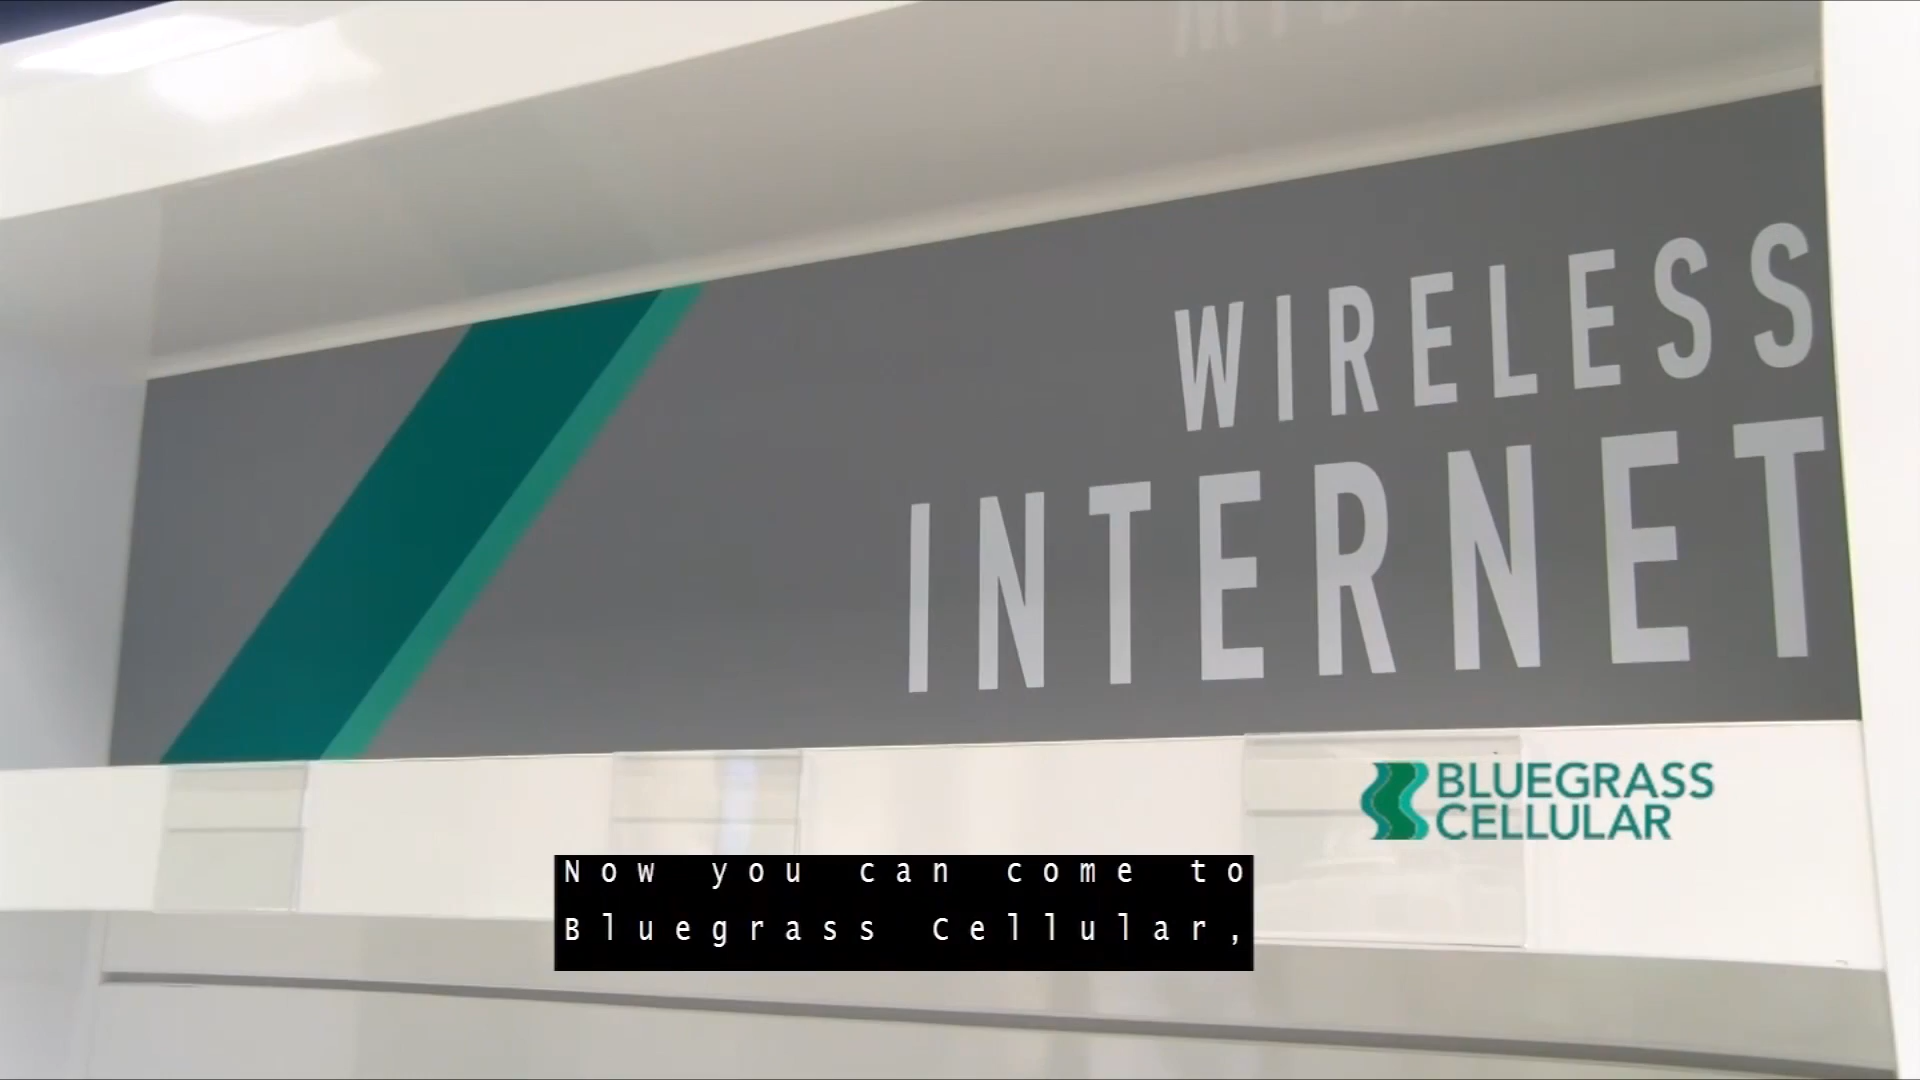 WIRELESS
INTERNET
BLUEGRASS
CELLULAR
Now you can come to
Bluegrass Cellular,